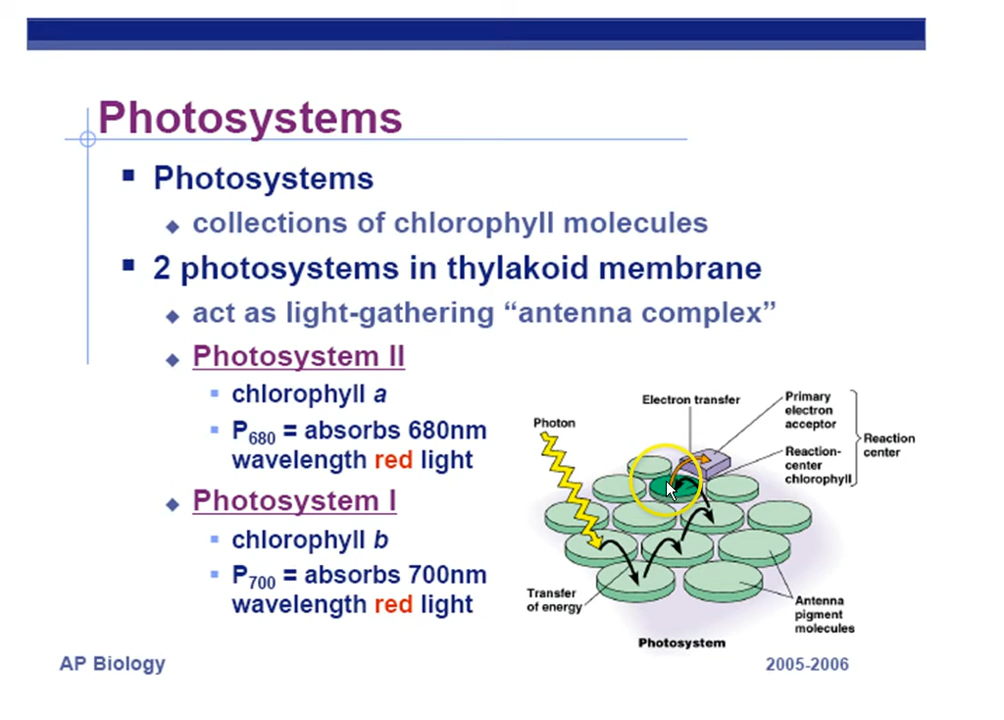 Photosystems
Photosystems
collections of chlorophyll molecules
2 photosystems in thylakoid membrane
act as light-gathering “antenna complex”
Photosystem II
chlorophyll a
P680 = absorbs 680nm
wavelength red light
Photosystem I
chlorophyll b
P700 = absorbs 700nm
wavelength red light
Photon
Electron transfer
Primary
electron
acceptor
Reaction-
center
chlorophyll
Reaction
center
Transfer
of energy
Antenna
pigment
molecules
Photosystem
AP Biology
2005-2006